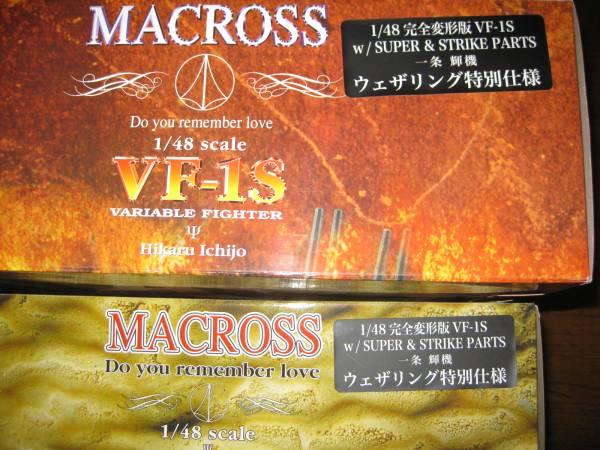 MACROSS
Do you remember love
1/48 scale
VF-1S
VARIABLE FIGHTER
Hikaru Ichijo
1/48 完全変形版 VF-1S
w/ SUPER & STRIKE PARTS
一条 輝機
ウェザリング特別仕様
MACROSS
Do you remember love
1/48 scale
1/48 完全変形版 VF-1S
w/ SUPER & STRIKE PARTS
一条 輝機
ウェザリング特別仕様